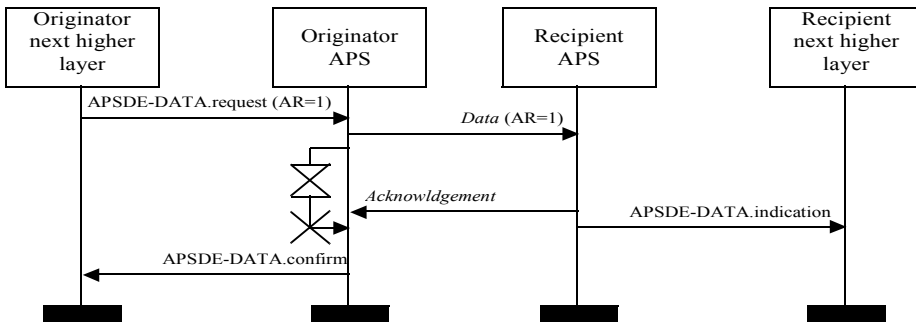 Originator
next higher
layer
Originator
APS
Recipient
APS
Recipient
next higher
layer
APSDE-DATA.request (AR=1)
Data (AR=1)
Acknowldgement
APSDE-DATA.indication
APSDE-DATA.confirm